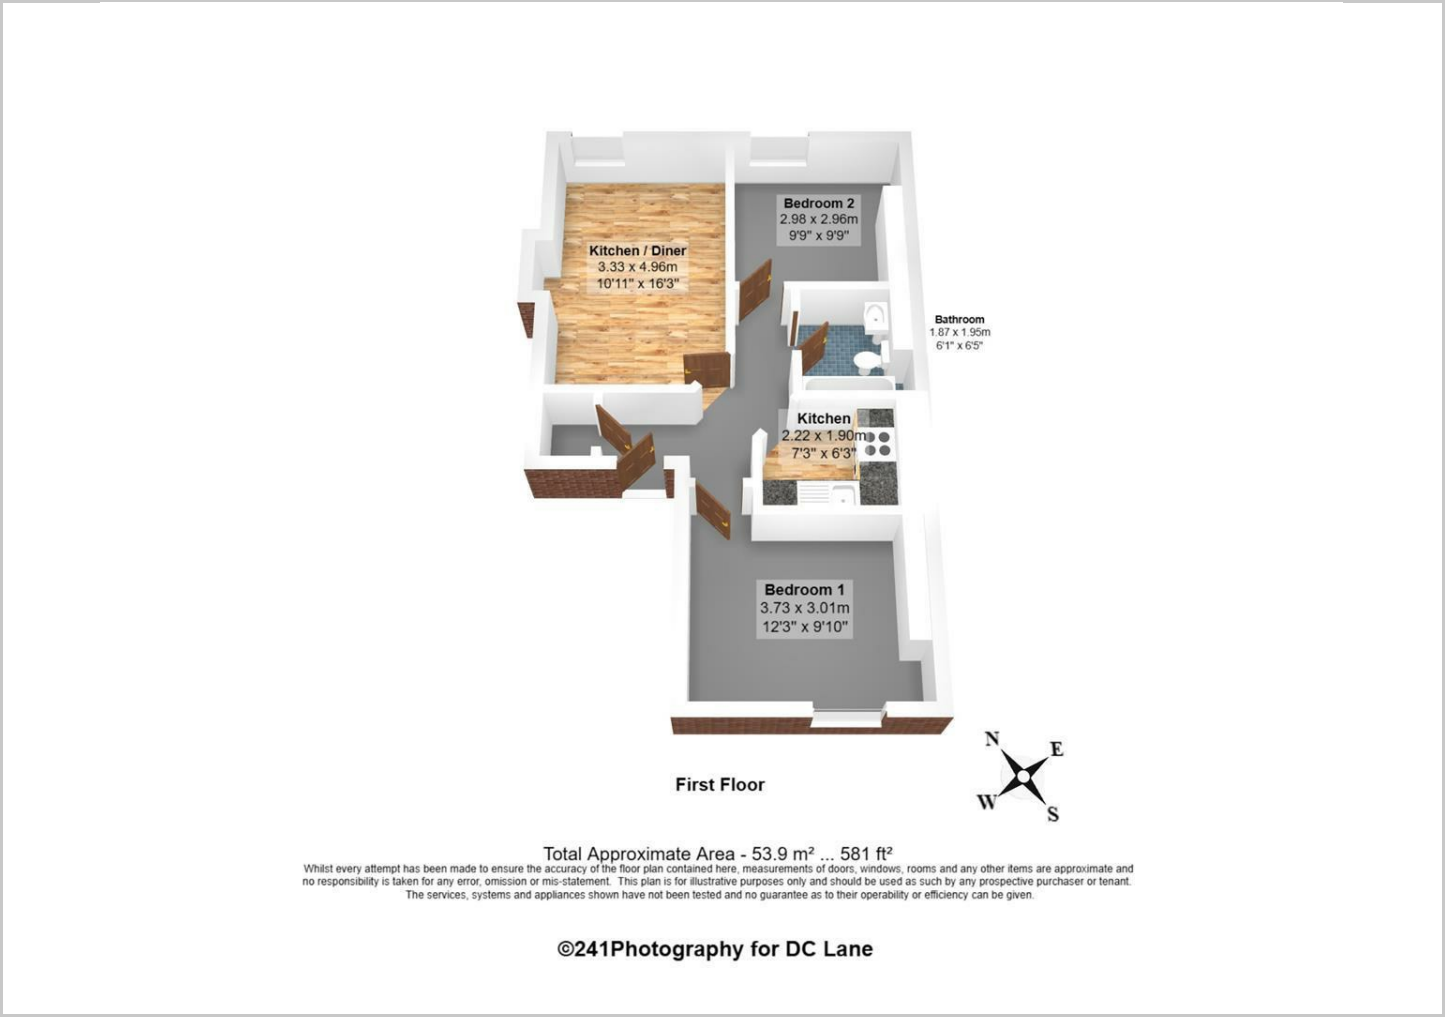 Bedroom 2
2.98 x 2.96m
9'9" x 9'9"
Kitchen / Diner
3.33 x 4.96m
10'11" x 16'3"
Bathroom
1.87 x 1.95m
6'1" x 6'5"
Kitchen
2.22 x 1.90m
7'3" x 6'3"
Bedroom 1
3.73 x 3.01m
12'3" x 9'10"
N
E
W
S
First Floor
Total Approximate Area - 53.9 m² ... 581 ft²
Whilst every attempt has been made to ensure the accuracy of the floor plan contained here, measurements of doors, windows, rooms and any other items are approximate and
no responsibility is taken for any error, omission or mis-statement. This plan is for illustrative purposes only and should be used as such by any prospective purchaser or tenant.
The services, systems and appliances shown have not been tested and no guarantee as to their operability or efficiency can be given.
©241Photography for DC Lane